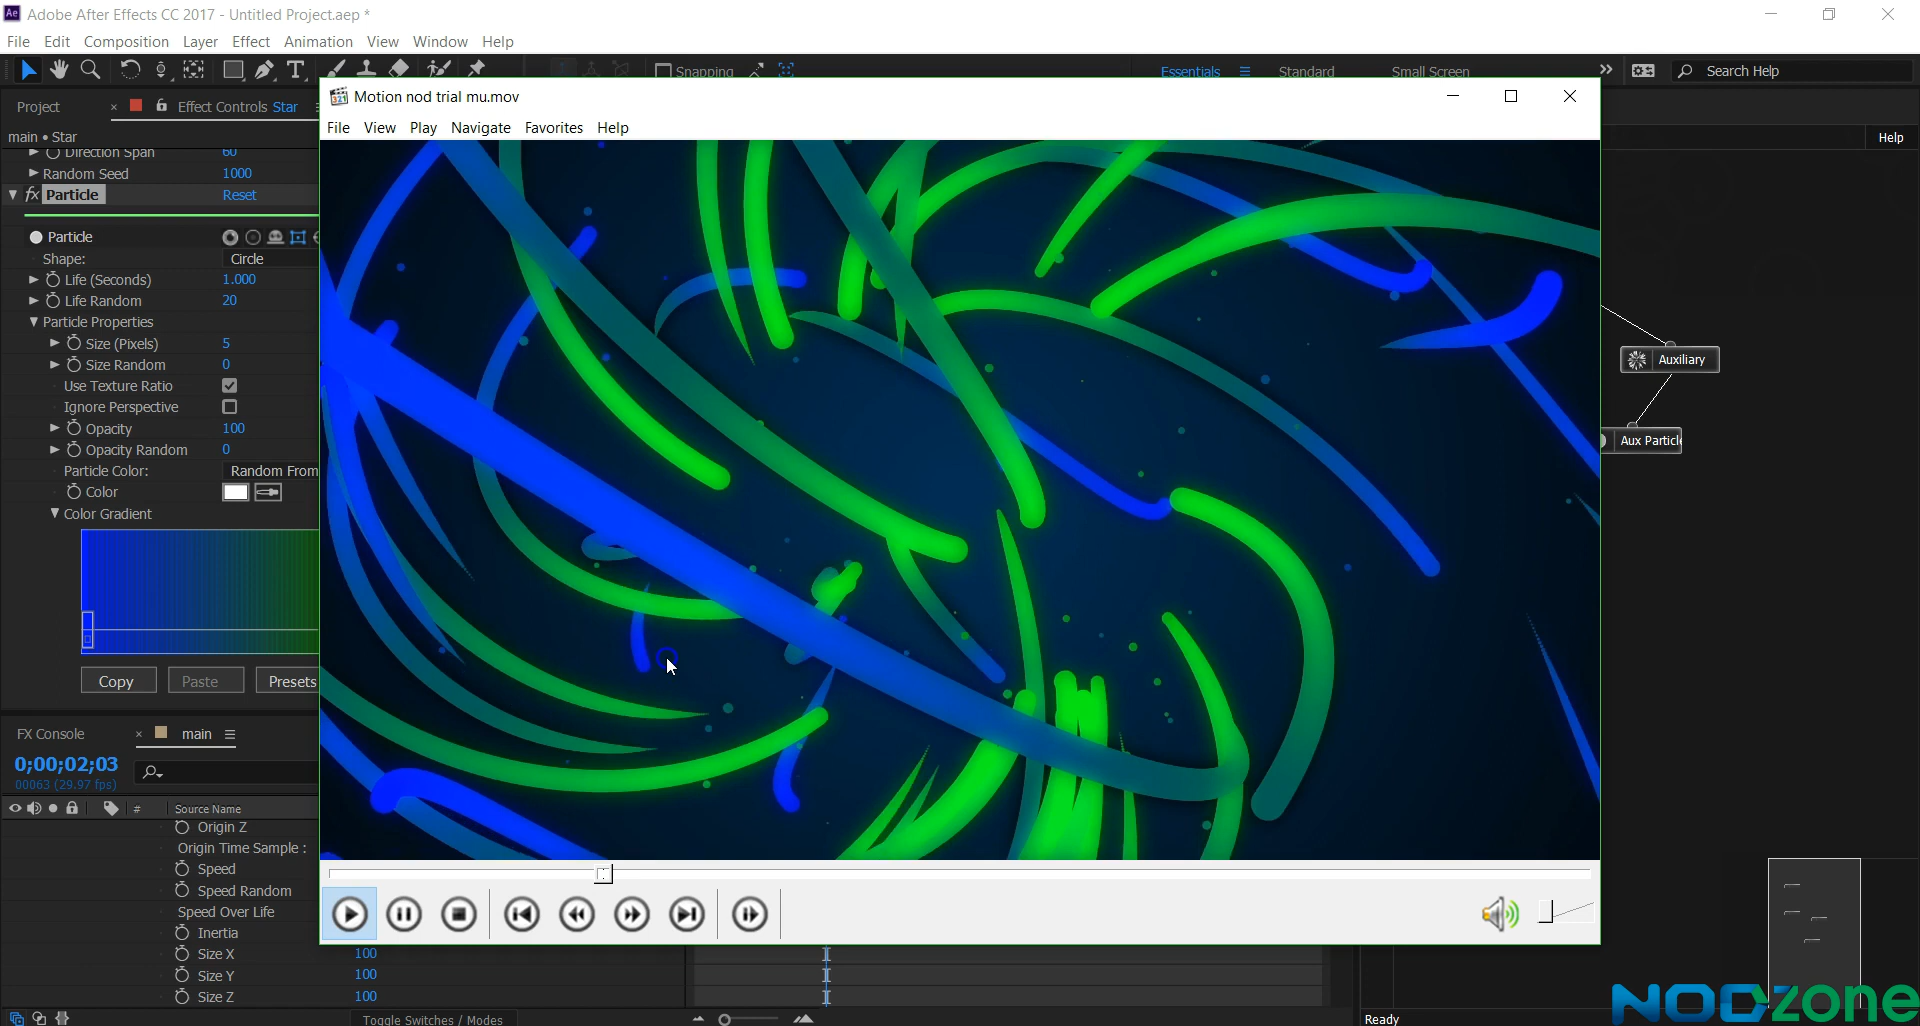 Adobe After Effects CC 2017 - Untitled Project.aep *
File Edit Composition Layer Effect Animation View Window Help
Snapping
Essentials
Standard
Small Screen
Search Help
Project
Effect Controls Star
main • Star
Direction Span 60
Random Seed 1000
fx Particle Reset
Particle
Shape: Circle
Life (Seconds) 1.000
Life Random 20
Particle Properties
Size (Pixels) 5
Size Random 0
Use Texture Ratio
Ignore Perspective
Opacity 100
Opacity Random 0
Particle Color: Random From
Color
Color Gradient
Copy Paste Presets
Motion nod trial mu.mov
File View Play Navigate Favorites Help
Help
Auxiliary
Aux Particle
FX Console
main
0;00;02;03
00063 (29.97 fps)
# Source Name
Origin Z
Origin Time Sample :
Speed
Speed Random
Speed Over Life
Inertia
Size X 100
Size Y 100
Size Z 100
Toggle Switches / Modes
Ready
NODzone